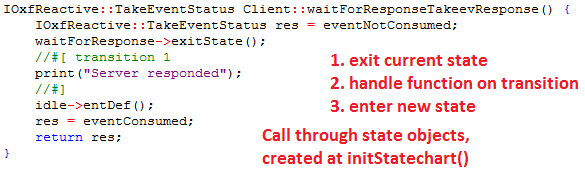 IOxfReactive::TakeEventStatus Client::waitForResponseTakeevResponse() {
    IOxfReactive::TakeEventStatus res = eventNotConsumed;
    waitForResponse->exitState();
    //#[ transition 1
    print("Server responded");
    //#]
    idle->entDef();
    res = eventConsumed;
    return res;
}
1. exit current state
2. handle function on transition
3. enter new state
Call through state objects,
created at initStatechart()